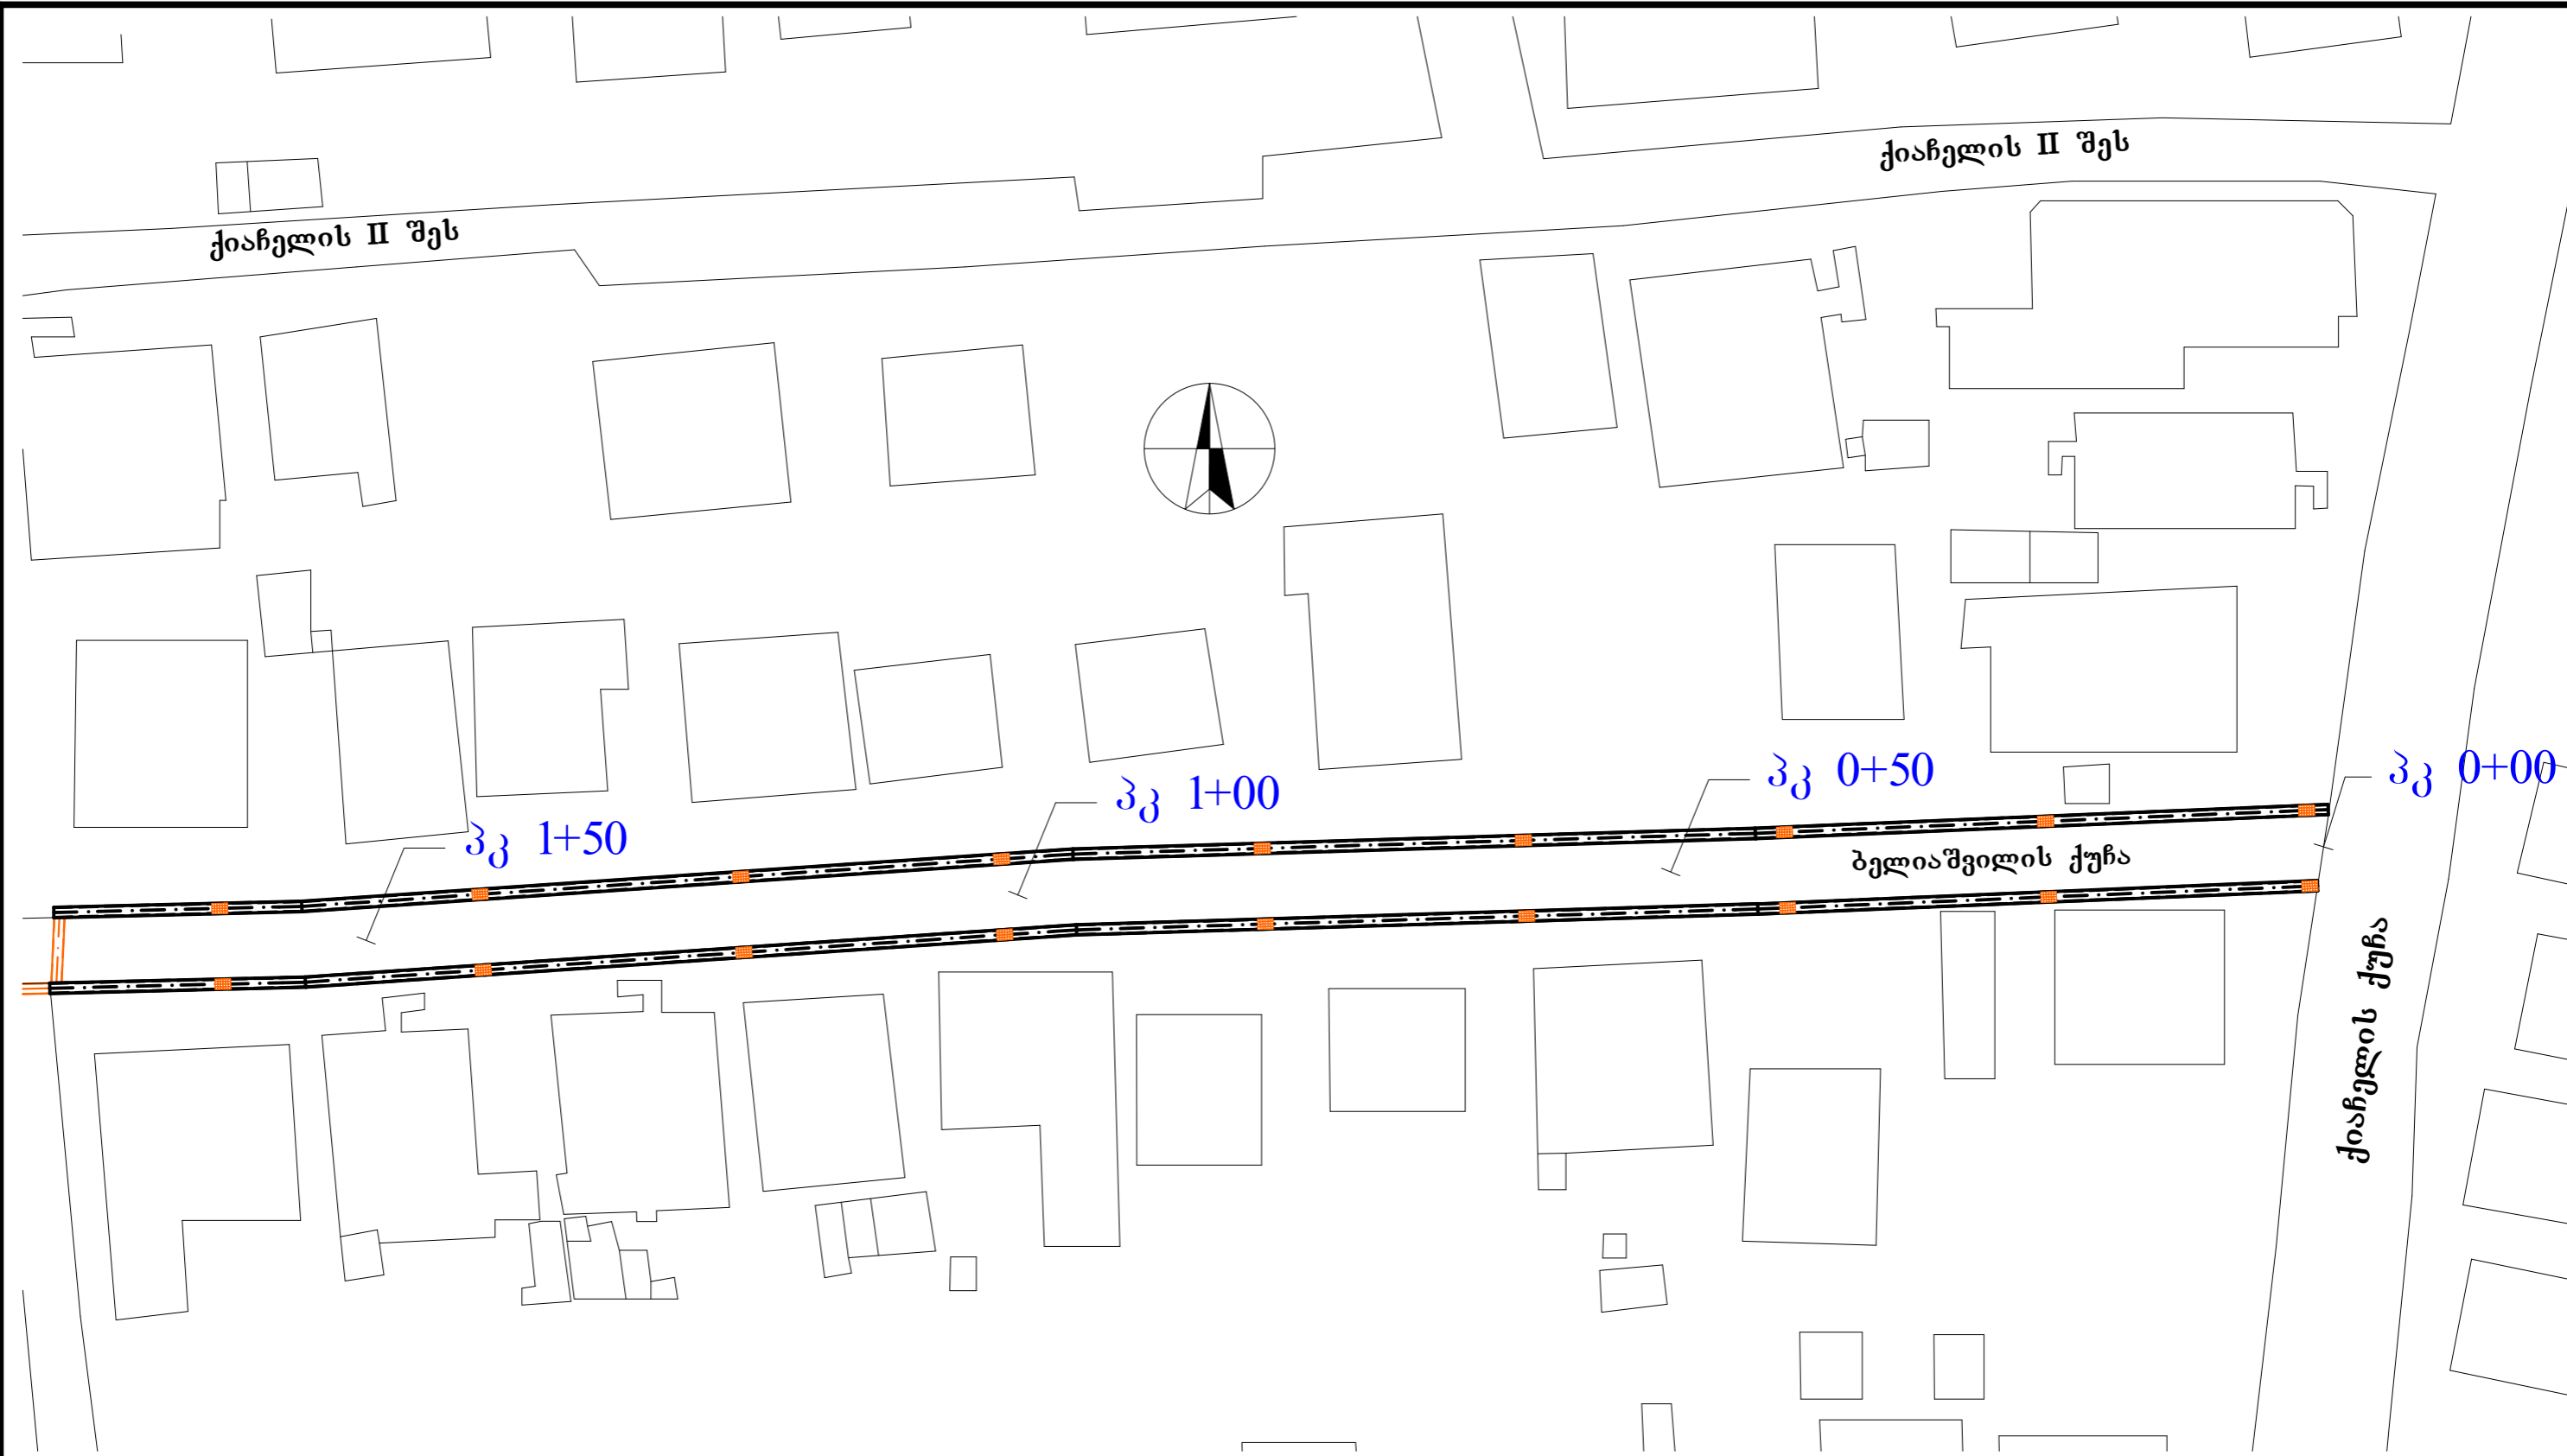 ქიაჩელის II შეს
ქიაჩელის II შეს
პკ 0+00
პკ 0+50
პკ 1+00
პკ 1+50
ბელიაშვილის ქუჩა
ქიაჩელის ქუჩა